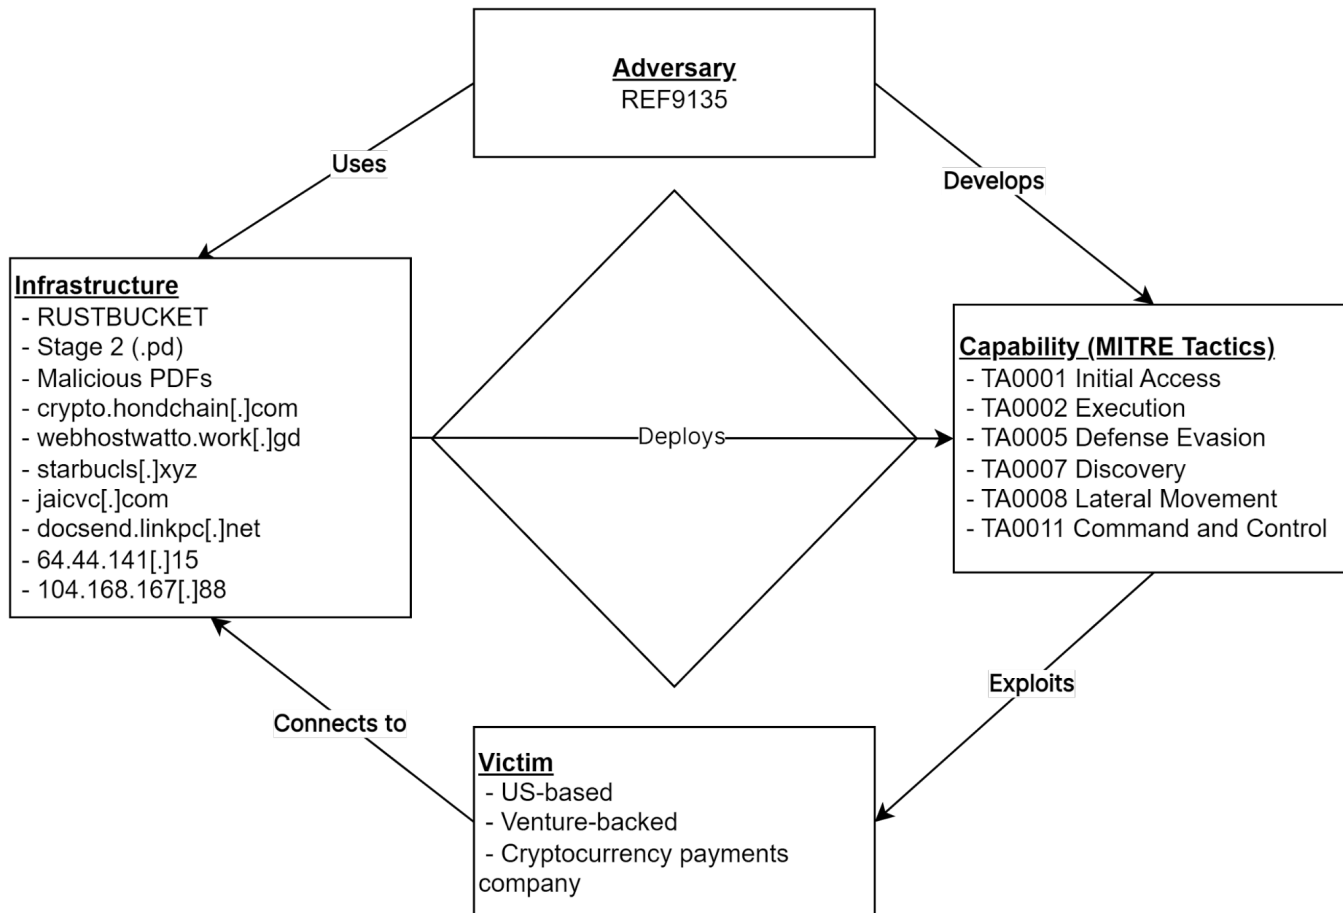 Adversary
REF9135
Uses
Develops
Infrastructure
- RUSTBUCKET
- Stage 2 (.pd)
- Malicious PDFs
- crypto.hondchain[.]com
- webhostwatto.work[.]gd
- starbucls[.]xyz
- jaicvc[.]com
- docsend.linkpc[.]net
- 64.44.141[.]15
- 104.168.167[.]88
Deploys
Capability (MITRE Tactics)
- TA0001 Initial Access
- TA0002 Execution
- TA0005 Defense Evasion
- TA0007 Discovery
- TA0008 Lateral Movement
- TA0011 Command and Control
Connects to
Exploits
Victim
- US-based
- Venture-backed
- Cryptocurrency payments
company